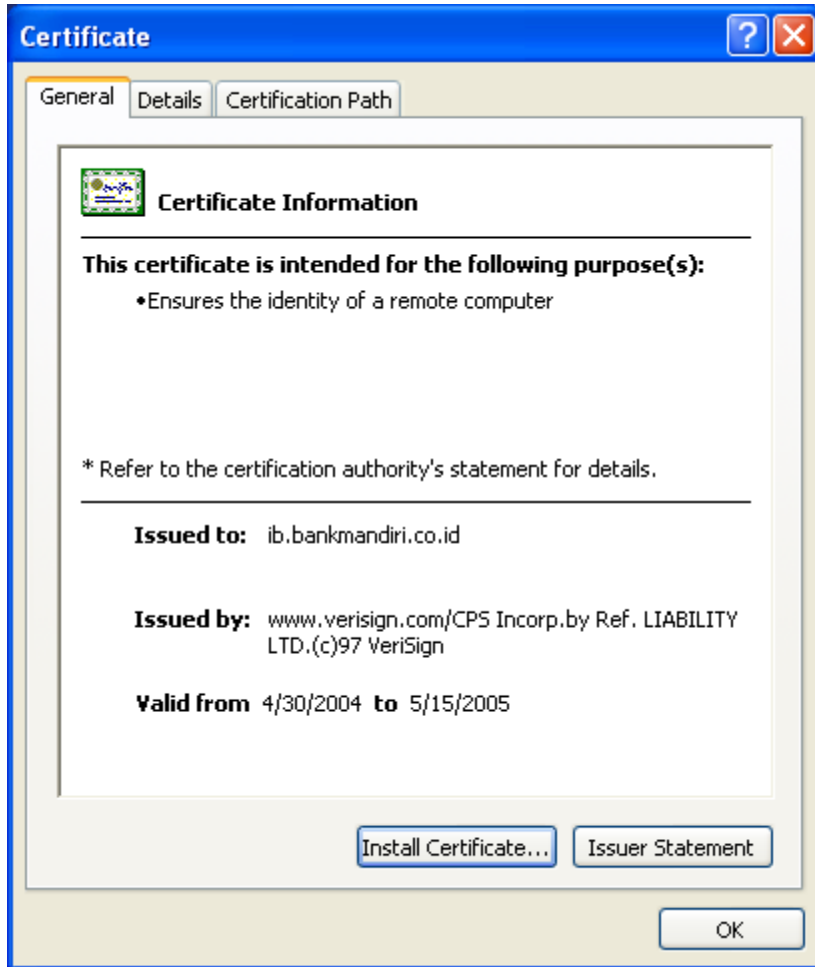 Certificate
General Details Certification Path
Certificate Information
This certificate is intended for the following purpose(s):
•Ensures the identity of a remote computer
* Refer to the certification authority's statement for details.
Issued to: ib.bankmandiri.co.id
Issued by: www.verisign.com/CPS Incorp.by Ref. LIABILITY
LTD.(c)97 VeriSign
Valid from 4/30/2004 to 5/15/2005
Install Certificate... Issuer Statement
OK